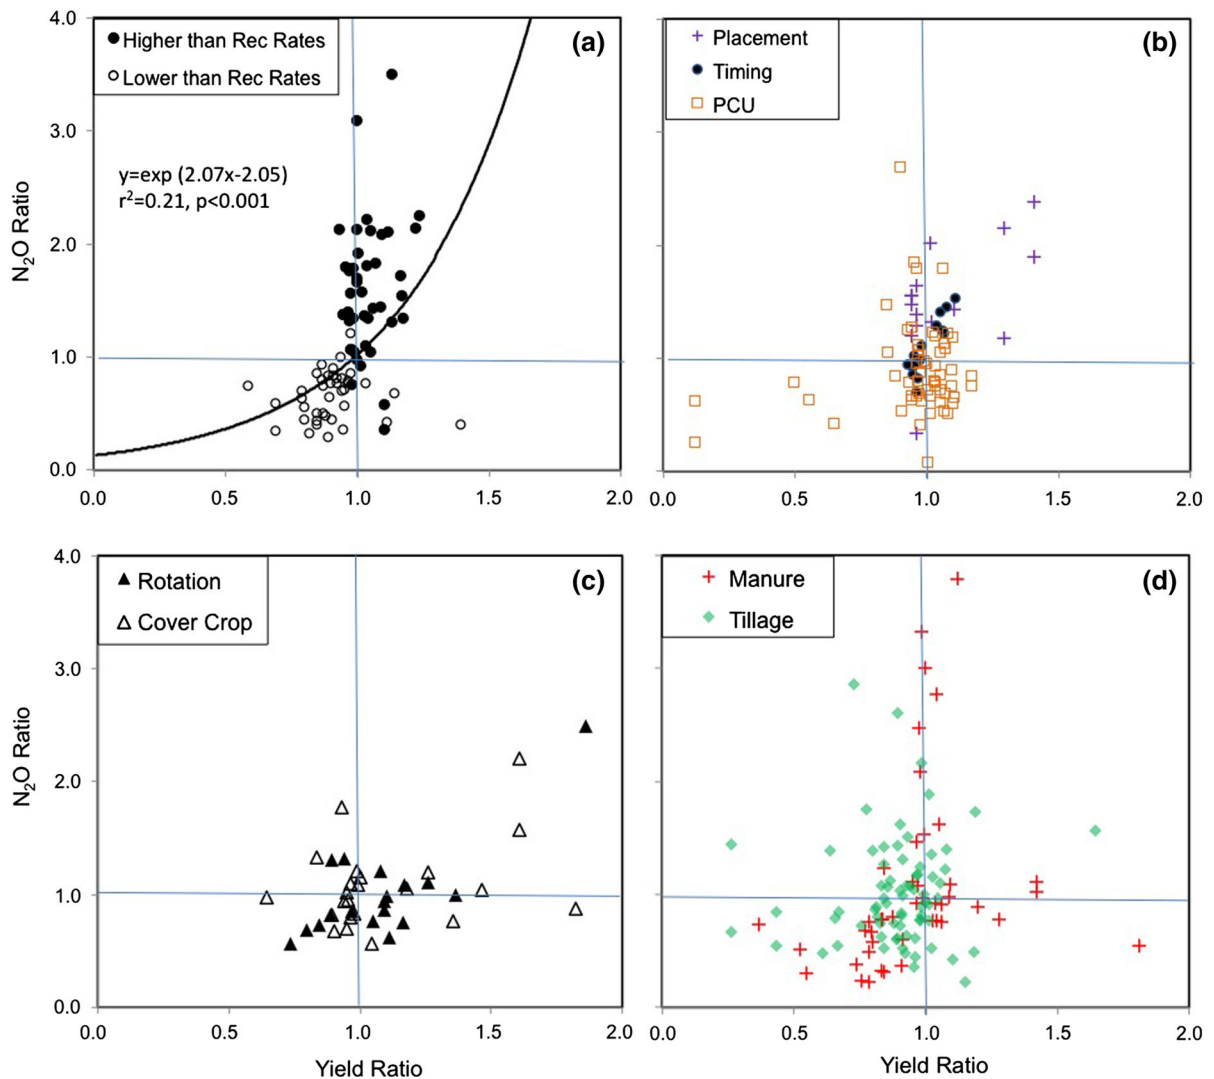 4.0
Higher than Rec Rates
Lower than Rec Rates
(a)
3.0
y=exp (2.07x-2.05)
r²=0.21, p<0.001
N₂O Ratio
2.0
1.0
0.0
0.0 0.5 1.0 1.5 2.0
Placement
Timing
PCU
(b)
0.0 0.5 1.0 1.5 2.0
4.0
Rotation
Cover Crop
(c)
3.0
N₂O Ratio
2.0
1.0
0.0
0.0 0.5 1.0 1.5 2.0
Yield Ratio
Manure
Tillage
(d)
0.0 0.5 1.0 1.5 2.0
Yield Ratio